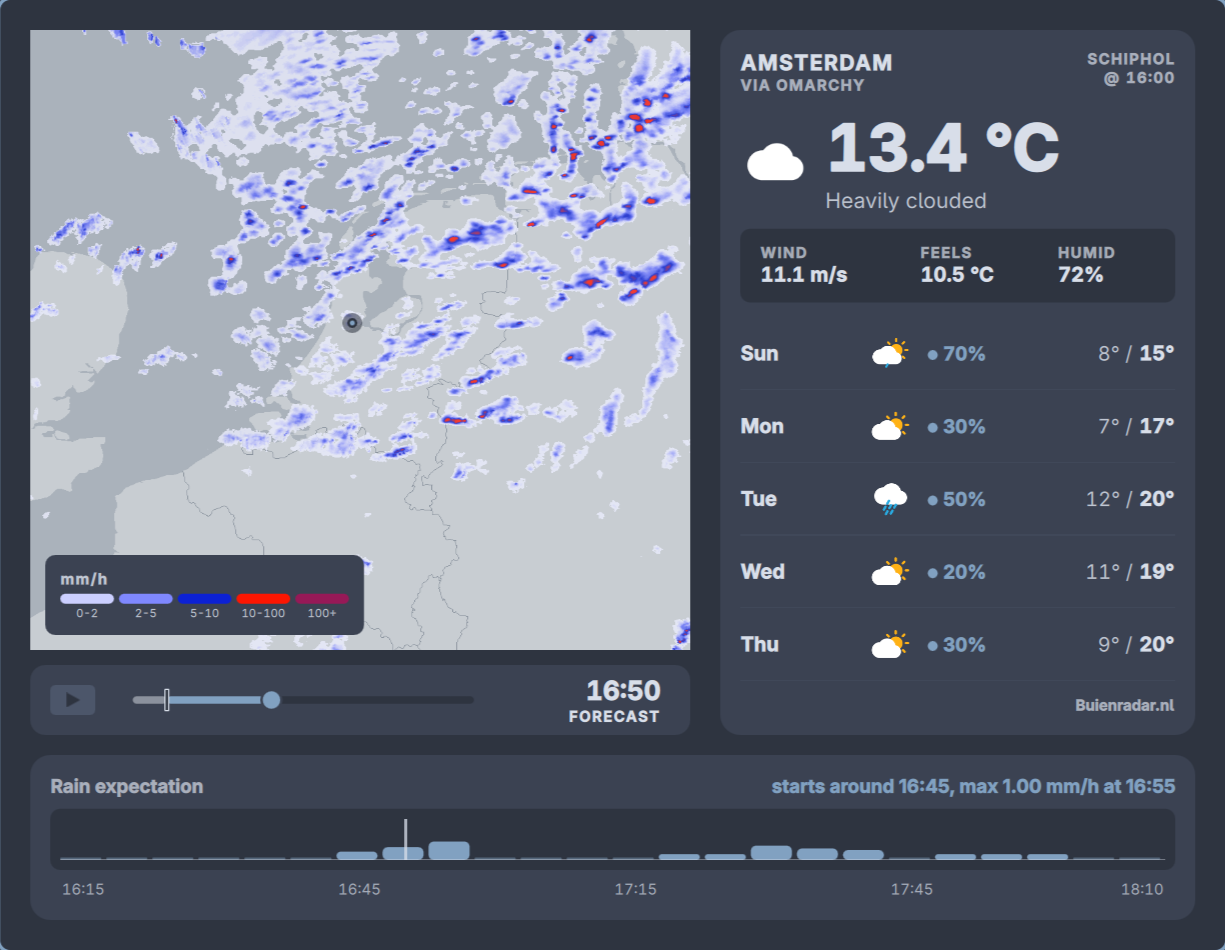 AMSTERDAM
VIA OMARCHY
SCHIPHOL
@ 16:00
13.4 °C
Heavily clouded
WIND
11.1 m/s
FEELS
10.5 °C
HUMID
72%
Sun 70% 8° / 15°
Mon 30% 7° / 17°
Tue 50% 12° / 20°
Wed 20% 11° / 19°
Thu 30% 9° / 20°
Buienradar.nl
mm/h
0-2 2-5 5-10 10-100 100+
16:50
FORECAST
Rain expectation
starts around 16:45, max 1.00 mm/h at 16:55
16:15 16:45 17:15 17:45 18:10